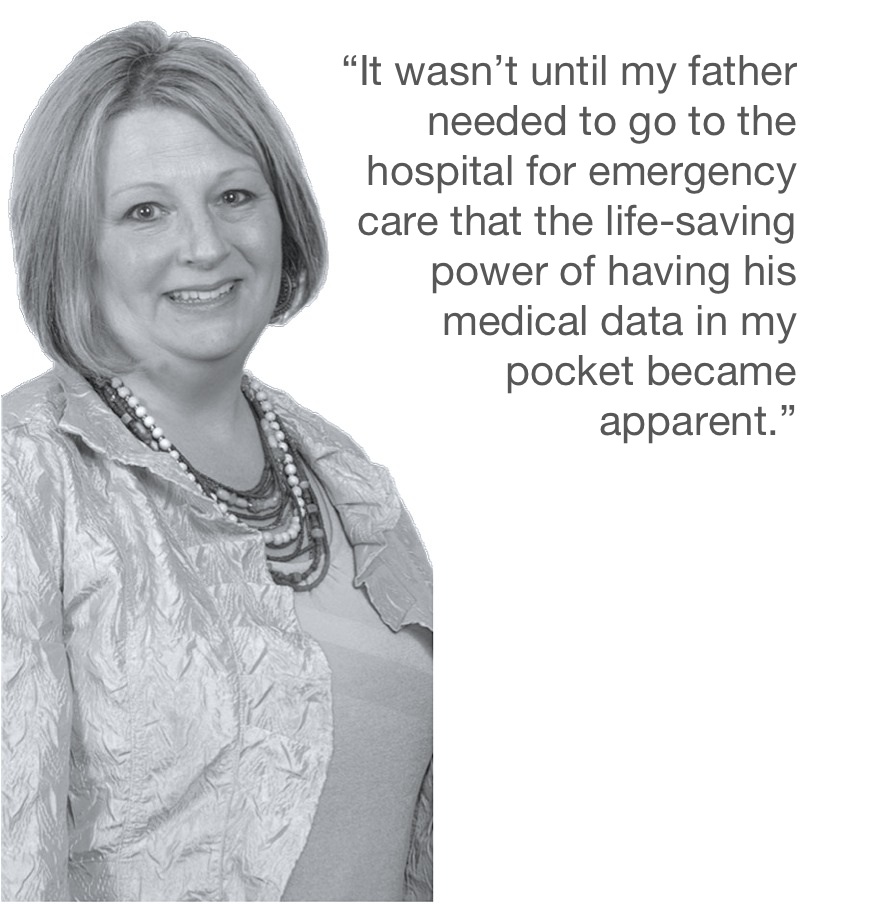 “It wasn’t until my father
needed to go to the
hospital for emergency
care that the life-saving
power of having his
medical data in my
pocket became
apparent.”